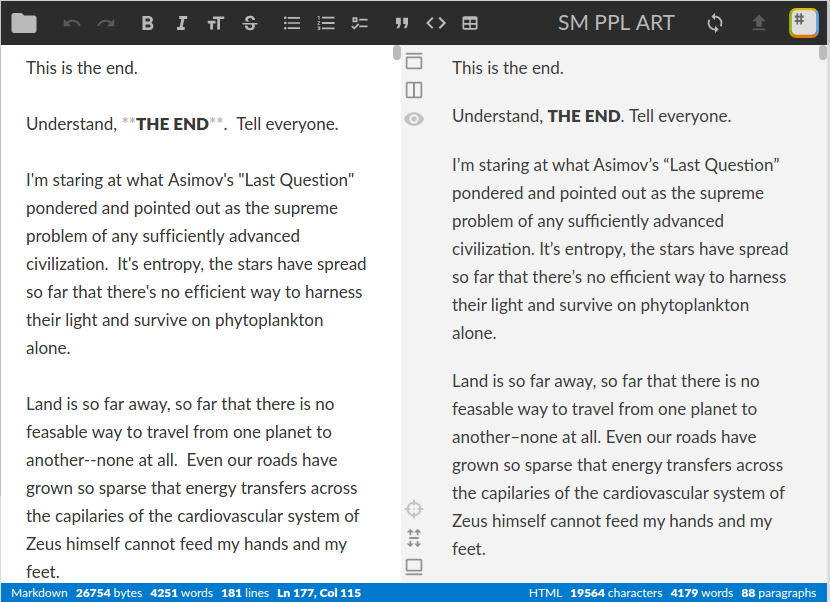 B I TT S SM PPL ART #
This is the end.
Understand, **THE END**.  Tell everyone.
I'm staring at what Asimov's "Last Question"
pondered and pointed out as the supreme
problem of any sufficiently advanced
civilization.  It's entropy, the stars have spread
so far that there's no efficient way to harness
their light and survive on phytoplankton
alone.
Land is so far away, so far that there is no
feasable way to travel from one planet to
another--none at all.  Even our roads have
grown so sparse that energy transfers across
the capilaries of the cardiovascular system of
Zeus himself cannot feed my hands and my
feet.
This is the end.
Understand, THE END. Tell everyone.
I’m staring at what Asimov’s “Last Question”
pondered and pointed out as the supreme
problem of any sufficiently advanced
civilization. It’s entropy, the stars have spread
so far that there’s no efficient way to harness
their light and survive on phytoplankton
alone.
Land is so far away, so far that there is no
feasable way to travel from one planet to
another–none at all. Even our roads have
grown so sparse that energy transfers across
the capilaries of the cardiovascular system of
Zeus himself cannot feed my hands and my
feet.
Markdown 26754 bytes 4251 words 181 lines Ln 177, Col 115
HTML 19564 characters 4179 words 88 paragraphs